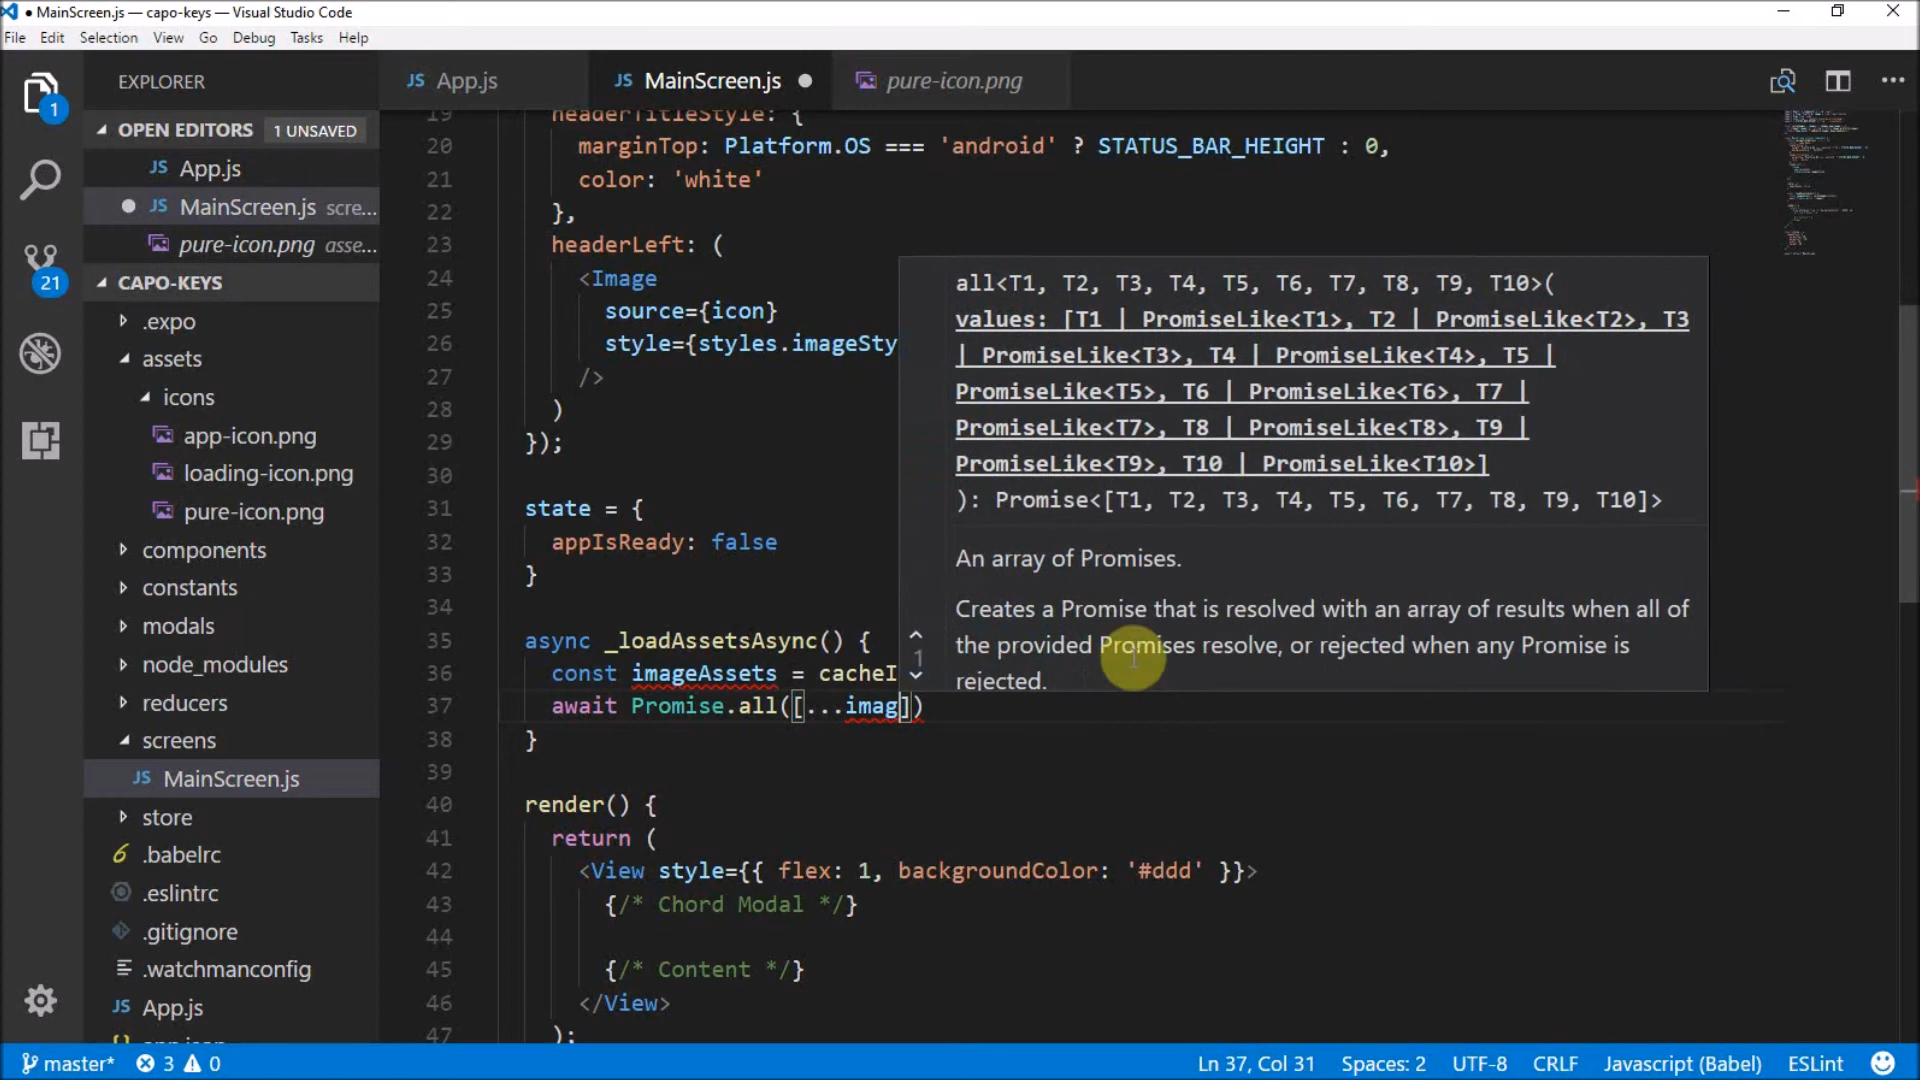 ● MainScreen.js — capo-keys — Visual Studio Code
File Edit Selection View Go Debug Tasks Help
EXPLORER
JS App.js
JS MainScreen.js
pure-icon.png
1
OPEN EDITORS 1 UNSAVED
JS App.js
JS MainScreen.js scre...
pure-icon.png asse...
21
CAPO-KEYS
.expo
assets
icons
app-icon.png
loading-icon.png
pure-icon.png
components
constants
modals
node_modules
reducers
screens
JS MainScreen.js
store
.babelrc
.eslintrc
.gitignore
.watchmanconfig
JS App.js
19 headerTitleStyle: {
20 marginTop: Platform.OS === 'android' ? STATUS_BAR_HEIGHT : 0,
21 color: 'white'
22 },
23 headerLeft: (
24 <Image
25 source={icon}
26 style={styles.imageSty
27 />
28 )
29 });
30
31 state = {
32 appIsReady: false
33 }
34
35 async _loadAssetsAsync() {
36 const imageAssets = cacheI
37 await Promise.all([...imag])
38 }
39
40 render() {
41 return (
42 <View style={{ flex: 1, backgroundColor: '#ddd' }}>
43 {/* Chord Modal */}
44
45 {/* Content */}
46 </View>
47 );
all<T1, T2, T3, T4, T5, T6, T7, T8, T9, T10>(
values: [T1 | PromiseLike<T1>, T2 | PromiseLike<T2>, T3
| PromiseLike<T3>, T4 | PromiseLike<T4>, T5 |
PromiseLike<T5>, T6 | PromiseLike<T6>, T7 |
PromiseLike<T7>, T8 | PromiseLike<T8>, T9 |
PromiseLike<T9>, T10 | PromiseLike<T10>]
): Promise<[T1, T2, T3, T4, T5, T6, T7, T8, T9, T10]>
An array of Promises.
Creates a Promise that is resolved with an array of results when all of
the provided Promises resolve, or rejected when any Promise is
rejected.
1
master* 3 0
Ln 37, Col 31 Spaces: 2 UTF-8 CRLF Javascript (Babel) ESLint